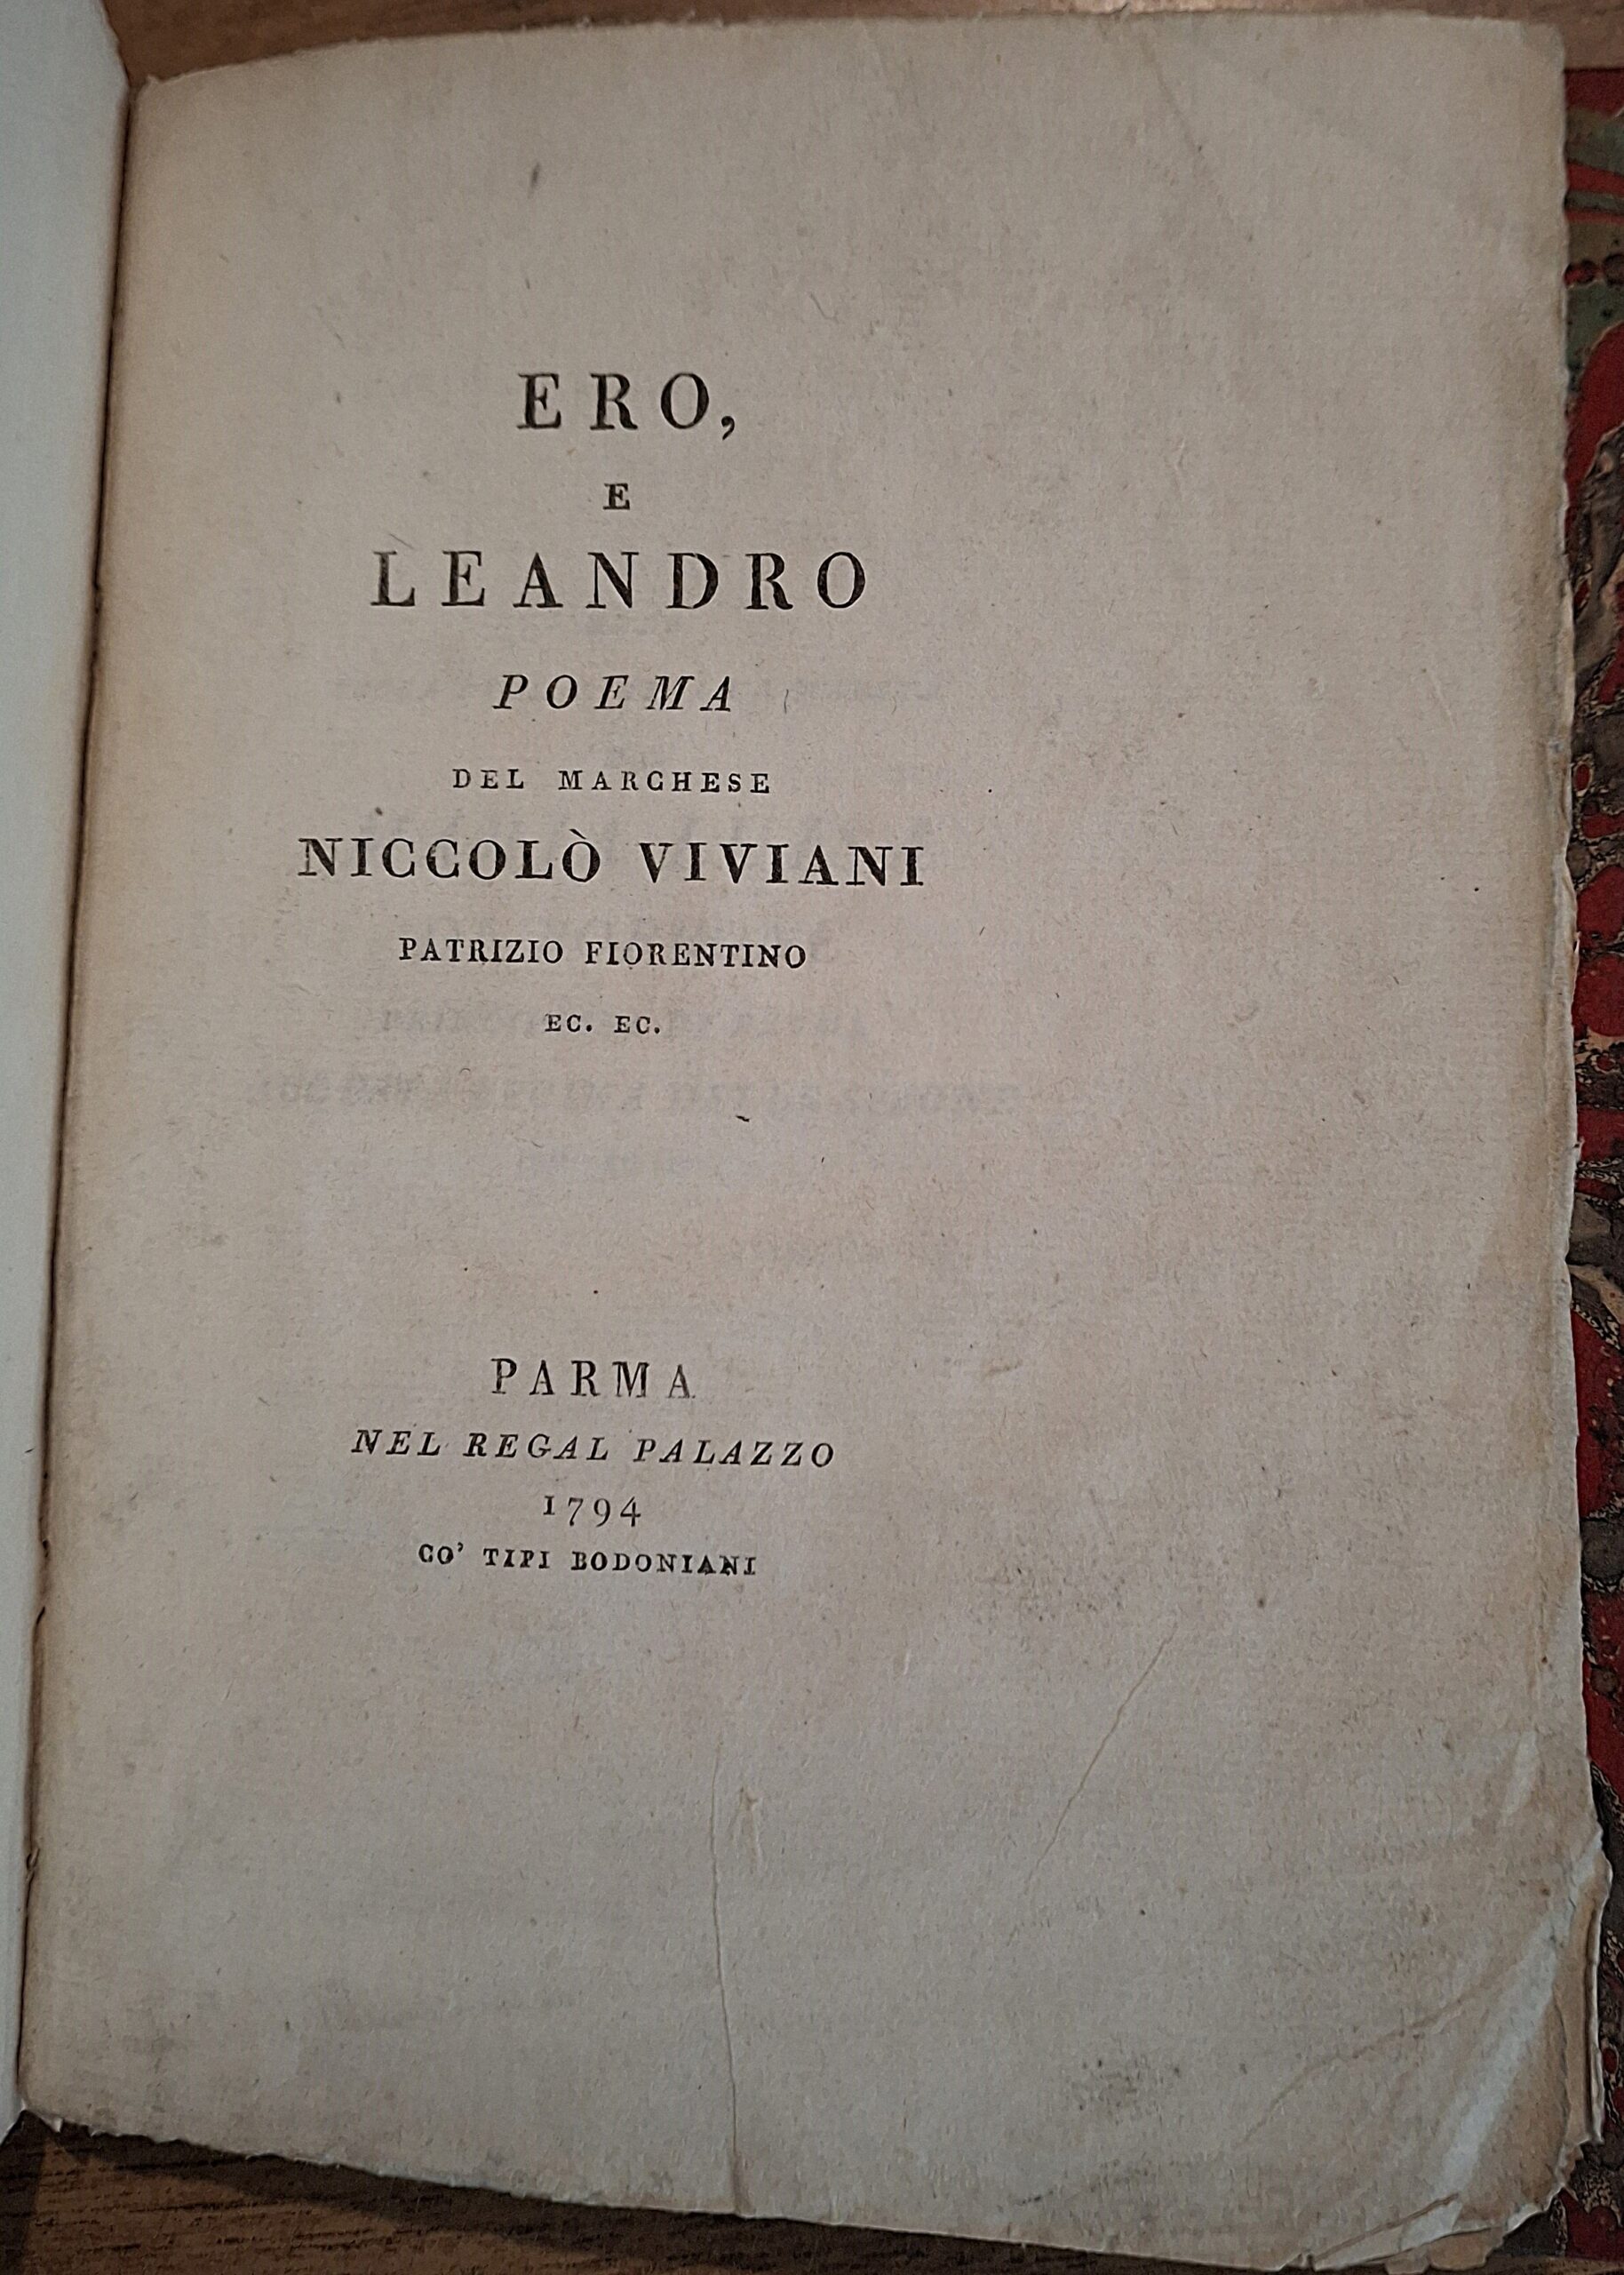 ERO,
E
LEANDRO
POEMA
DEL MARCHESE
NICCOLÒ VIVIANI
PATRIZIO FIORENTINO
EC. EC.
PARMA
NEL REGAL PALAZZO
1794
CO' TIPI BODONIANI